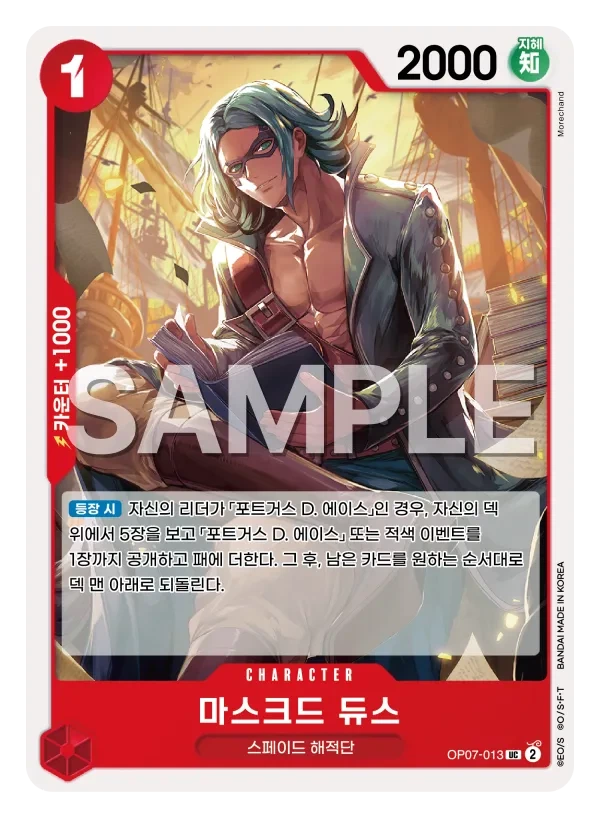 1
2000
지혜
知
Morechand
카운터 +1000
SAMPLE
등장 시 자신의 리더가 「포트거스 D. 에이스」인 경우, 자신의 덱
위에서 5장을 보고 「포트거스 D. 에이스」 또는 적색 이벤트를
1장까지 공개하고 패에 더한다. 그 후, 남은 카드를 원하는 순서대로
덱 맨 아래로 되돌린다.
CHARACTER
마스크드 듀스
스페이드 해적단
OP07-013 UC 2
©EO/S ©O/S·F·T BANDAI MADE IN KOREA